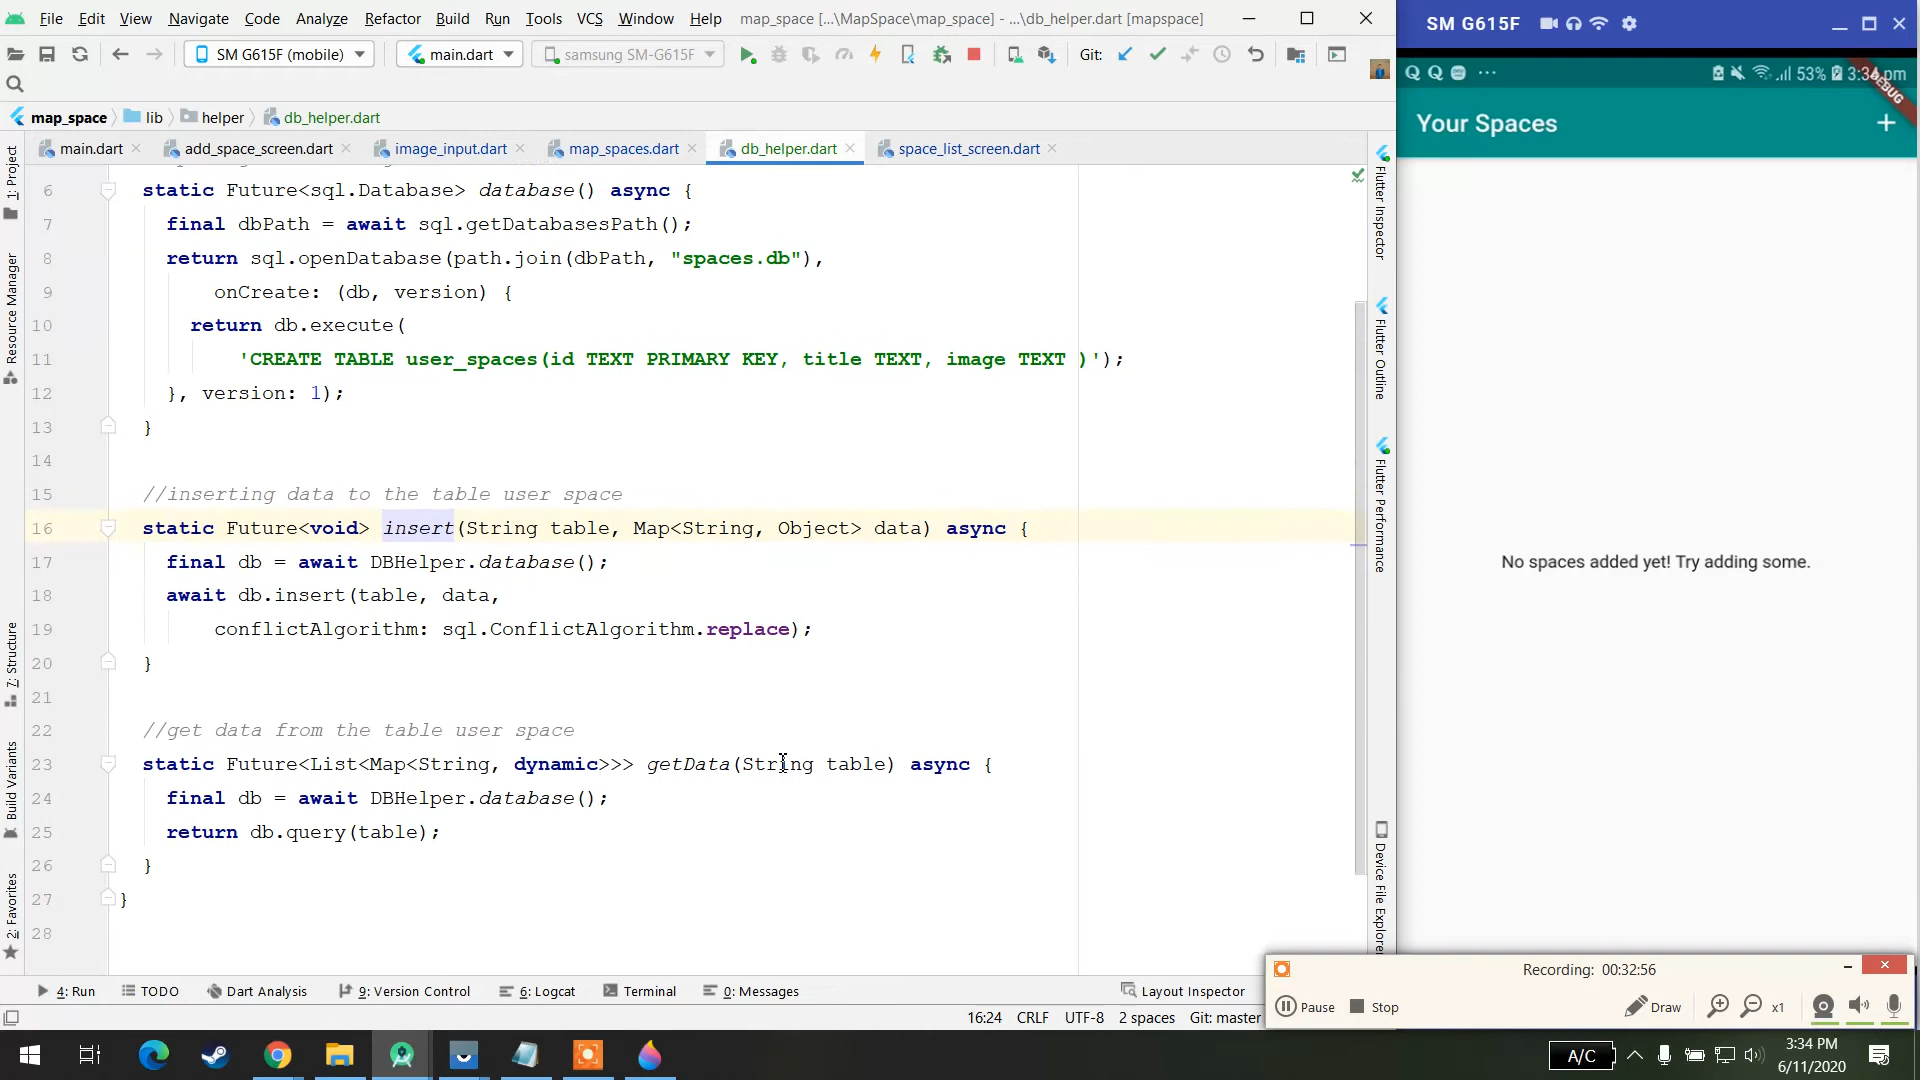 File Edit View Navigate Code Analyze Refactor Build Run Tools VCS Window Help map_space [...\MapSpace\map_space] - ...\db_helper.dart [mapspace]
SM G615F (mobile) main.dart samsung SM-G615F Git:
map_space lib helper db_helper.dart
main.dart add_space_screen.dart image_input.dart map_spaces.dart db_helper.dart space_list_screen.dart
6 static Future<sql.Database> database() async {
7 final dbPath = await sql.getDatabasesPath();
8 return sql.openDatabase(path.join(dbPath, "spaces.db"),
9 onCreate: (db, version) {
10 return db.execute(
11 'CREATE TABLE user_spaces(id TEXT PRIMARY KEY, title TEXT, image TEXT )');
12 }, version: 1);
13 }
14
15 //inserting data to the table user space
16 static Future<void> insert(String table, Map<String, Object> data) async {
17 final db = await DBHelper.database();
18 await db.insert(table, data,
19 conflictAlgorithm: sql.ConflictAlgorithm.replace);
20 }
21
22 //get data from the table user space
23 static Future<List<Map<String, dynamic>>> getData(String table) async {
24 final db = await DBHelper.database();
25 return db.query(table);
26 }
27 }
28
1: Project
Resource Manager
7: Structure
Build Variants
2: Favorites
Flutter Inspector
Flutter Outline
Flutter Performance
Device File Explorer
4: Run TODO Dart Analysis 9: Version Control 6: Logcat Terminal 0: Messages Layout Inspector
16:24 CRLF UTF-8 2 spaces Git: master
SM G615F
53% 3:34 pm
DEBUG
Your Spaces +
No spaces added yet! Try adding some.
Recording: 00:32:56
Pause Stop Draw x1
A/C
3:34 PM
6/11/2020